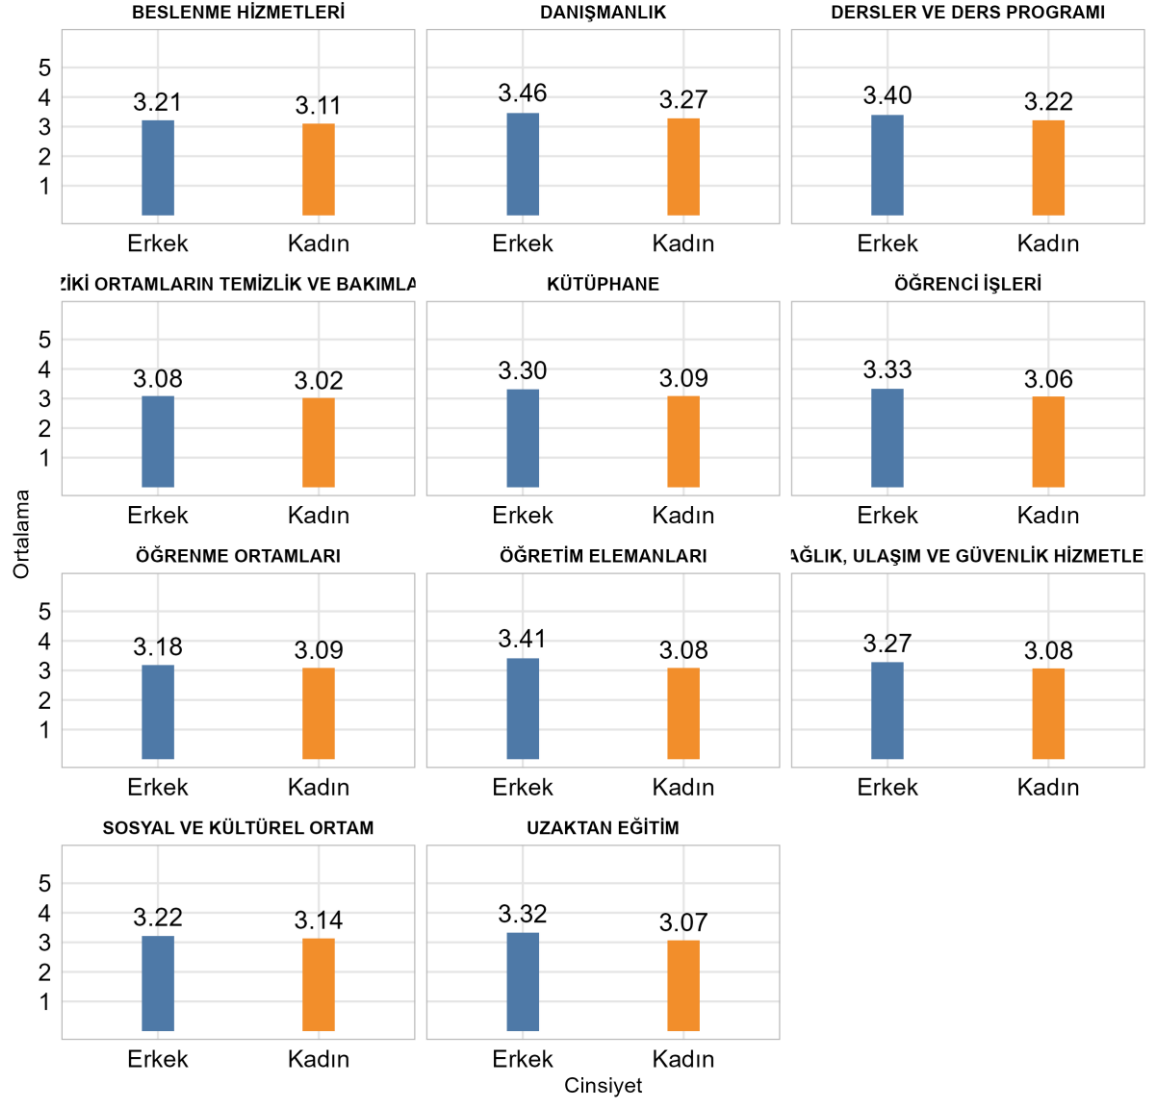 BESLENME HİZMETLERİ
DANIŞMANLIK
DERSLER VE DERS PROGRAMI
5
4
3
2
1
3.21
3.11
3.46
3.27
3.40
3.22
Erkek
Kadın
Erkek
Kadın
Erkek
Kadın
ZİKİ ORTAMLARIN TEMİZLİK VE BAKIMLA
KÜTÜPHANE
ÖĞRENCİ İŞLERİ
5
4
3
2
1
3.08
3.02
3.30
3.09
3.33
3.06
Erkek
Kadın
Erkek
Kadın
Erkek
Kadın
Ortalama
ÖĞRENME ORTAMLARI
ÖĞRETİM ELEMANLARI
AĞLIK, ULAŞIM VE GÜVENLİK HİZMETLE
5
4
3
2
1
3.18
3.09
3.41
3.08
3.27
3.08
Erkek
Kadın
Erkek
Kadın
Erkek
Kadın
SOSYAL VE KÜLTÜREL ORTAM
UZAKTAN EĞİTİM
5
4
3
2
1
3.22
3.14
3.32
3.07
Erkek
Kadın
Erkek
Kadın
Cinsiyet